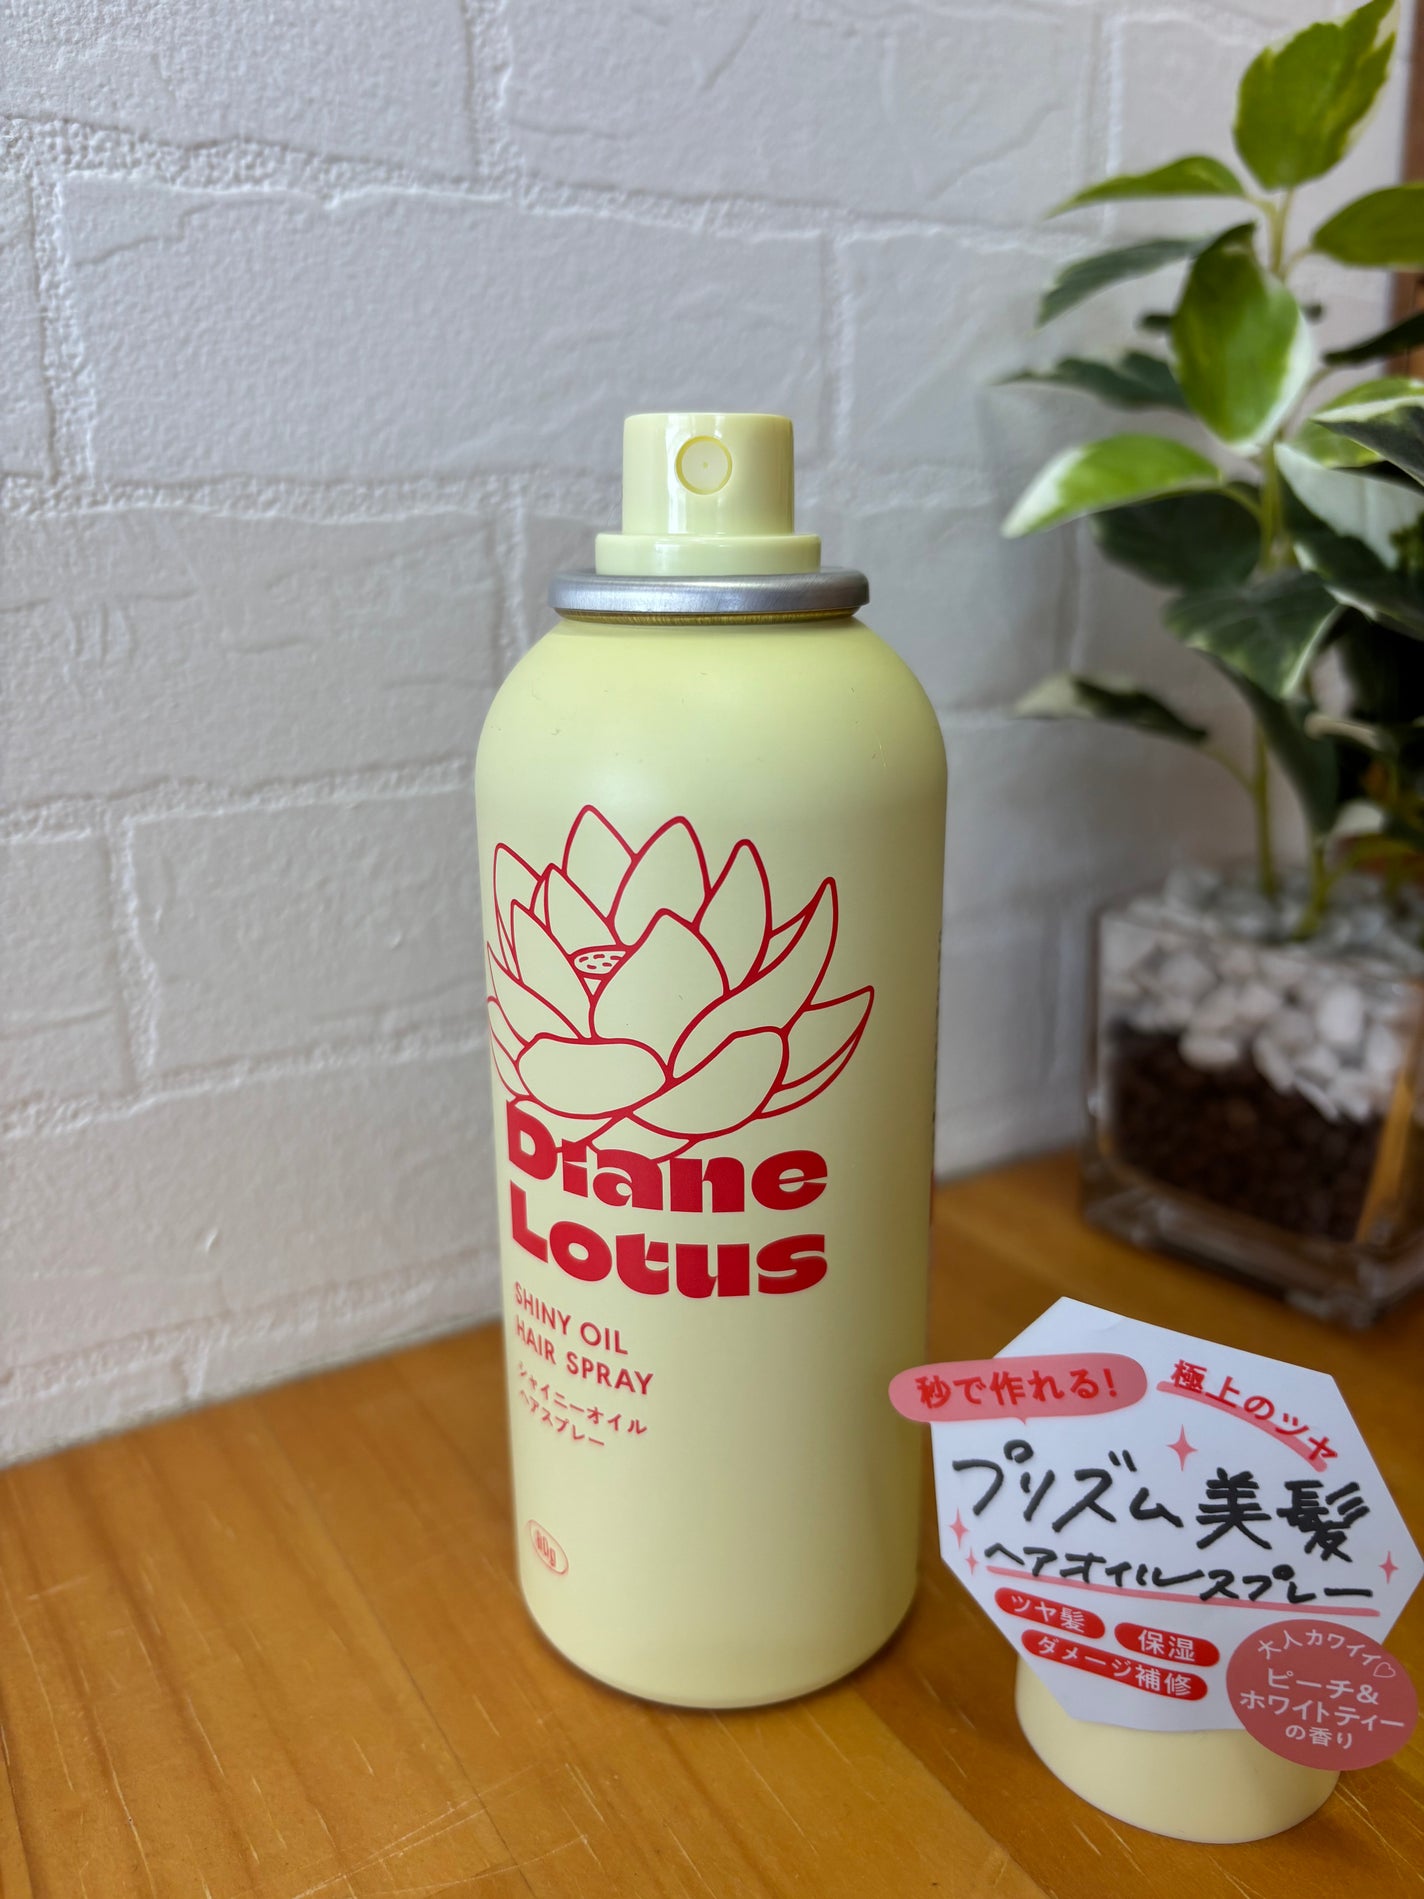 Diane
Lotus
SHINY OIL
HAIR SPRAY
シャイニーオイル
ヘアスプレー
80g
秒で作れる!
極上のツヤ
プリズム美髪
ヘアオイルスプレー
ツヤ髪
保湿
ダメージ補修
大人カワイイ♡
ピーチ&
ホワイトティー
の香り